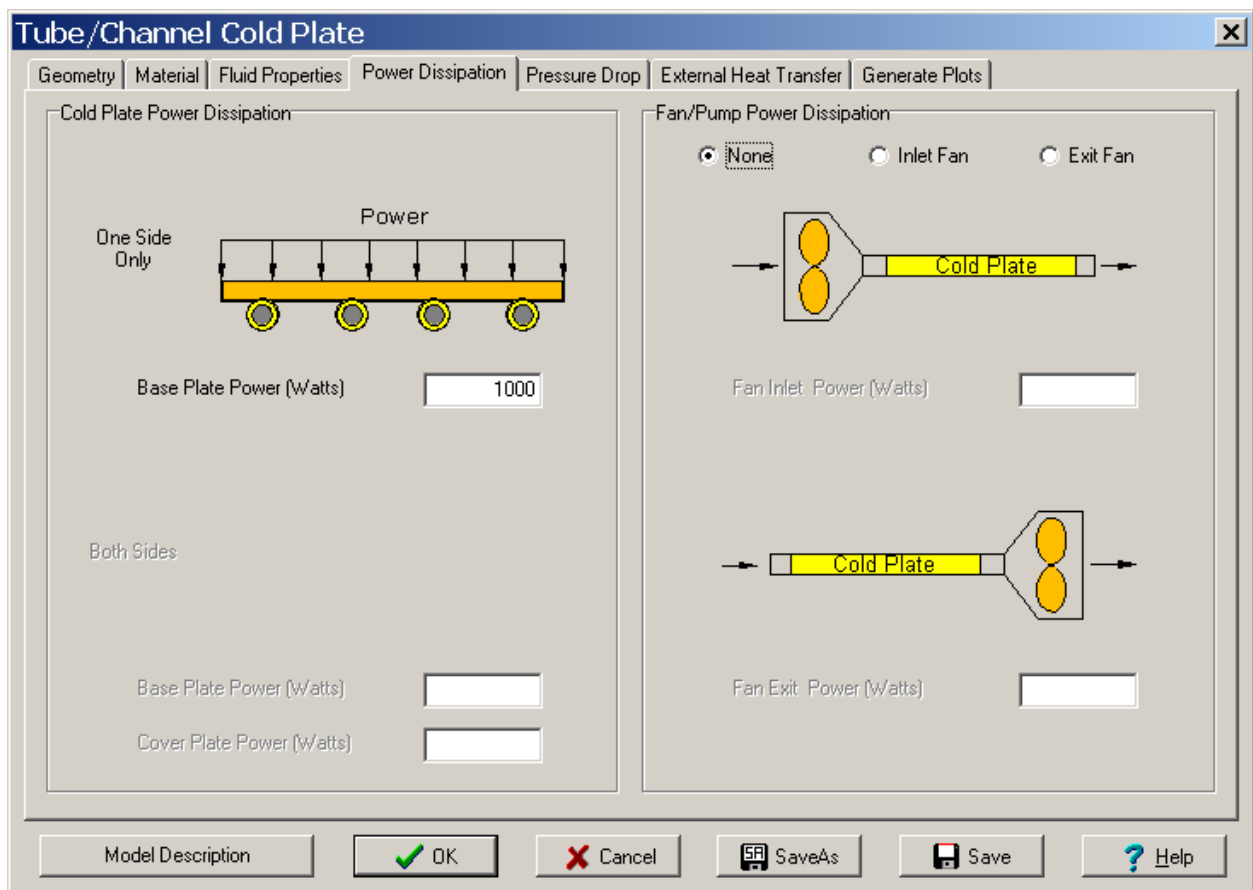 Tube/Channel Cold Plate
Geometry Material Fluid Properties Power Dissipation Pressure Drop External Heat Transfer Generate Plots
Cold Plate Power Dissipation
One Side
Only
Power
Base Plate Power (Watts) 1000
Both Sides
Base Plate Power (Watts)
Cover Plate Power (Watts)
Fan/Pump Power Dissipation
None Inlet Fan Exit Fan
Cold Plate
Fan Inlet Power (Watts)
Cold Plate
Fan Exit Power (Watts)
Model Description OK Cancel SA SaveAs Save ? Help